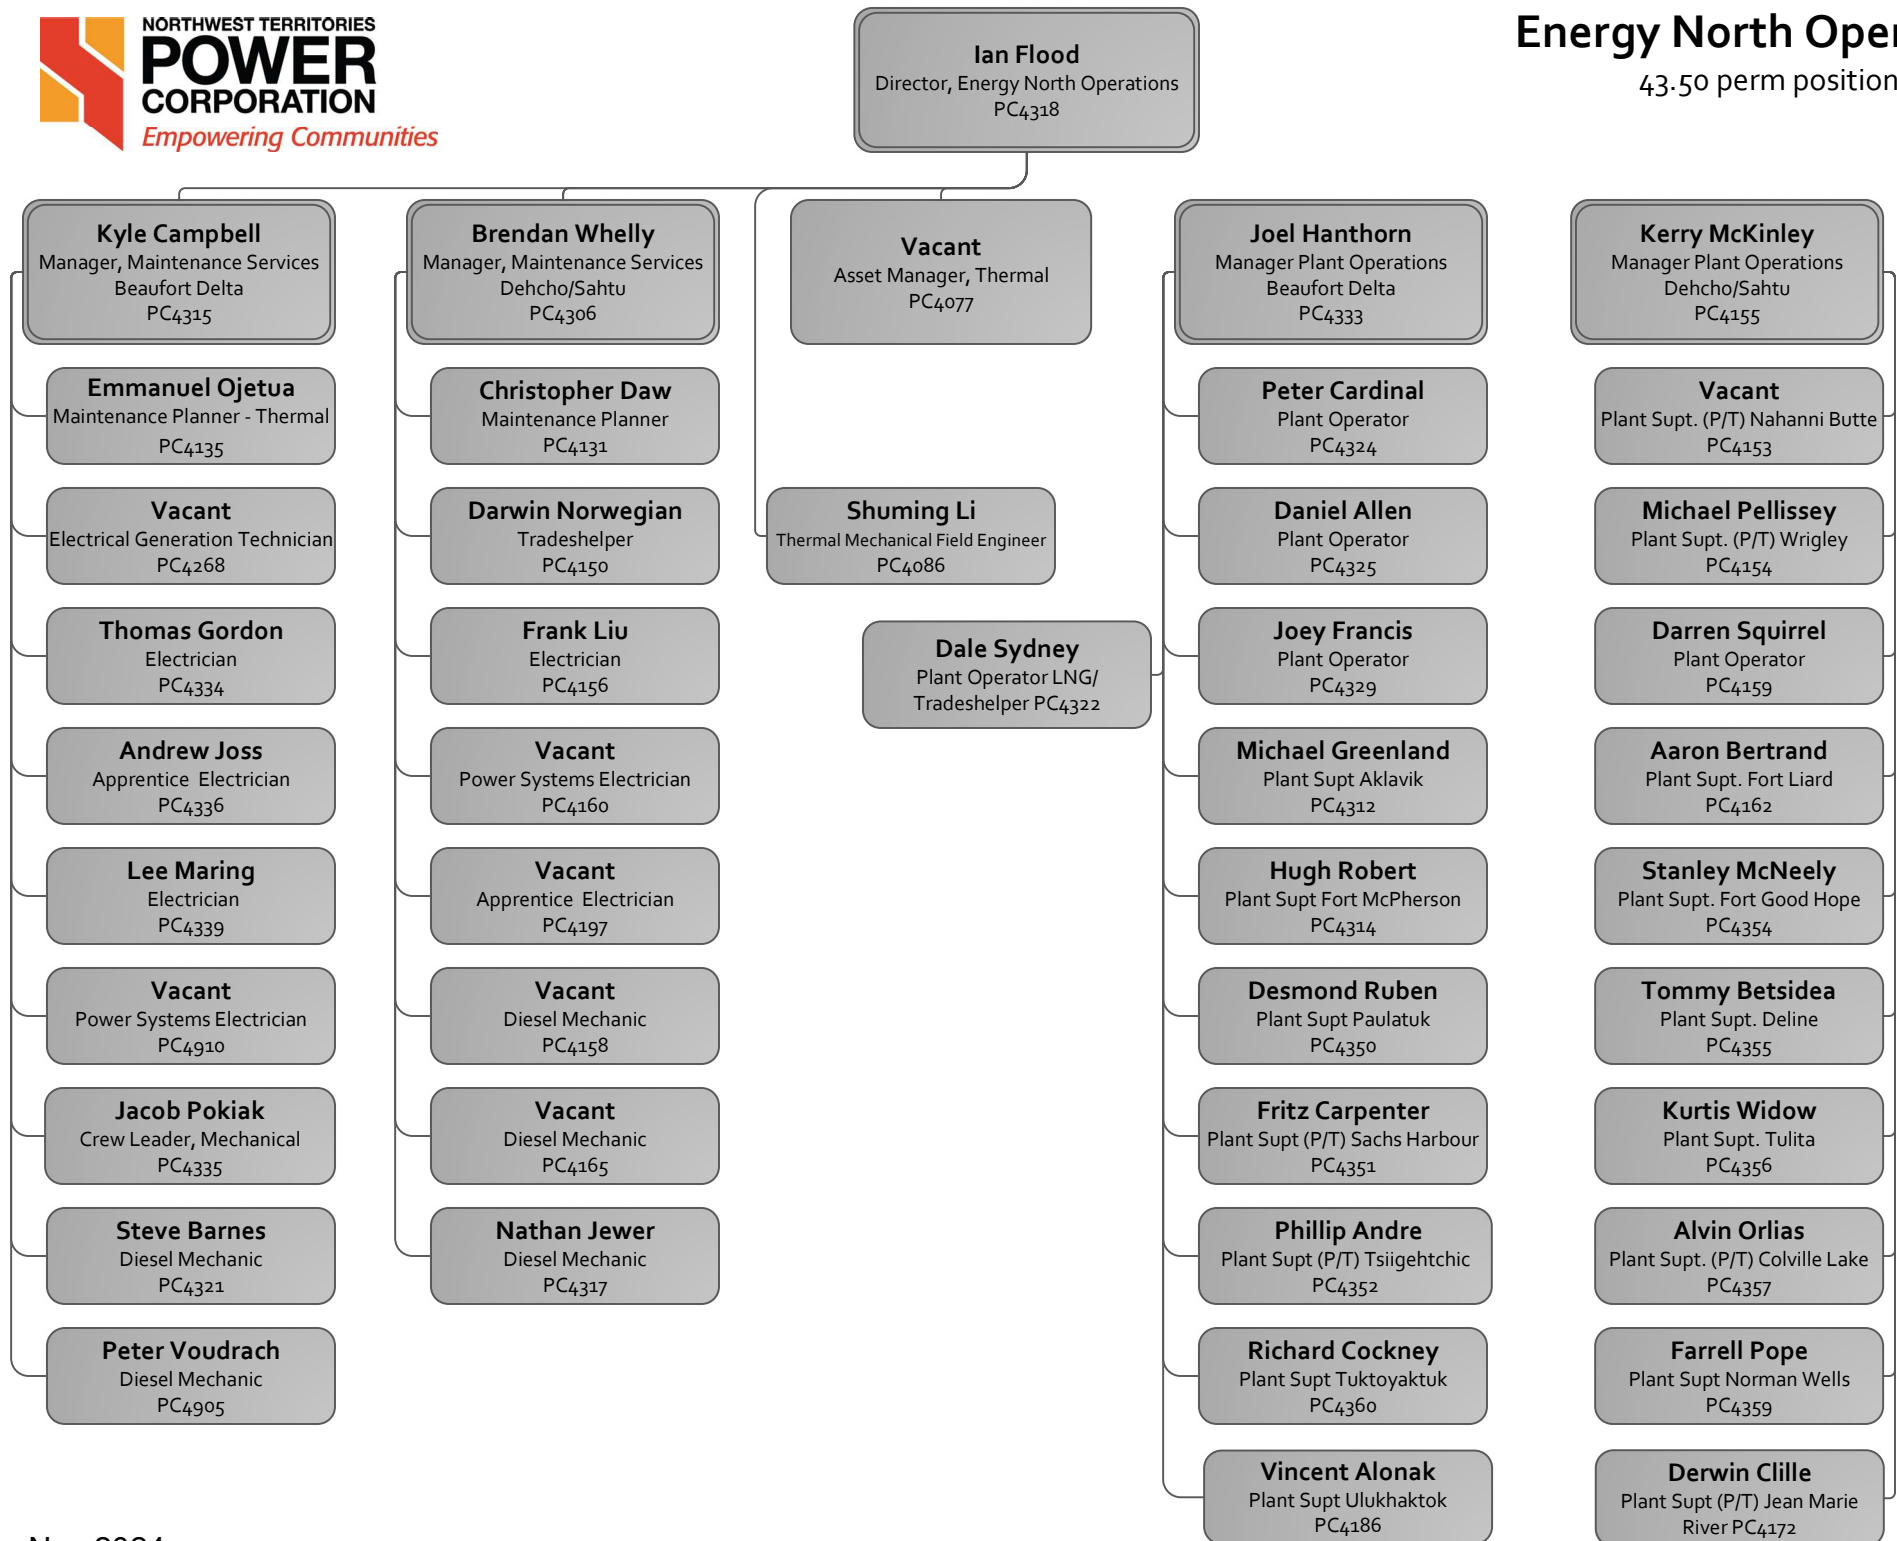 NORTHWEST TERRITORIES
POWER
CORPORATION
Empowering Communities
Energy North Oper
43.50 perm position
Ian Flood
Director, Energy North Operations
PC4318
Kyle Campbell
Manager, Maintenance Services
Beaufort Delta
PC4315
Emmanuel Ojetua
Maintenance Planner - Thermal
PC4135
Vacant
Electrical Generation Technician
PC4268
Thomas Gordon
Electrician
PC4334
Andrew Joss
Apprentice Electrician
PC4336
Lee Maring
Electrician
PC4339
Vacant
Power Systems Electrician
PC4910
Jacob Pokiak
Crew Leader, Mechanical
PC4335
Steve Barnes
Diesel Mechanic
PC4321
Peter Voudrach
Diesel Mechanic
PC4905
Brendan Whelly
Manager, Maintenance Services
Dehcho/Sahtu
PC4306
Christopher Daw
Maintenance Planner
PC4131
Darwin Norwegian
Tradeshelper
PC4150
Frank Liu
Electrician
PC4156
Vacant
Power Systems Electrician
PC4160
Vacant
Apprentice Electrician
PC4197
Vacant
Diesel Mechanic
PC4158
Vacant
Diesel Mechanic
PC4165
Nathan Jewer
Diesel Mechanic
PC4317
Vacant
Asset Manager, Thermal
PC4077
Shuming Li
Thermal Mechanical Field Engineer
PC4086
Dale Sydney
Plant Operator LNG/
Tradeshelper PC4322
Joel Hanthorn
Manager Plant Operations
Beaufort Delta
PC4333
Peter Cardinal
Plant Operator
PC4324
Daniel Allen
Plant Operator
PC4325
Joey Francis
Plant Operator
PC4329
Michael Greenland
Plant Supt Aklavik
PC4312
Hugh Robert
Plant Supt Fort McPherson
PC4314
Desmond Ruben
Plant Supt Paulatuk
PC4350
Fritz Carpenter
Plant Supt (P/T) Sachs Harbour
PC4351
Phillip Andre
Plant Supt (P/T) Tsiigehtchic
PC4352
Richard Cockney
Plant Supt Tuktoyaktuk
PC4360
Vincent Alonak
Plant Supt Ulukhaktok
PC4186
Kerry McKinley
Manager Plant Operations
Dehcho/Sahtu
PC4155
Vacant
Plant Supt. (P/T) Nahanni Butte
PC4153
Michael Pellissey
Plant Supt. (P/T) Wrigley
PC4154
Darren Squirrel
Plant Operator
PC4159
Aaron Bertrand
Plant Supt. Fort Liard
PC4162
Stanley McNeely
Plant Supt. Fort Good Hope
PC4354
Tommy Betsidea
Plant Supt. Deline
PC4355
Kurtis Widow
Plant Supt. Tulita
PC4356
Alvin Orlias
Plant Supt. (P/T) Colville Lake
PC4357
Farrell Pope
Plant Supt Norman Wells
PC4359
Derwin Clille
Plant Supt (P/T) Jean Marie
River PC4172